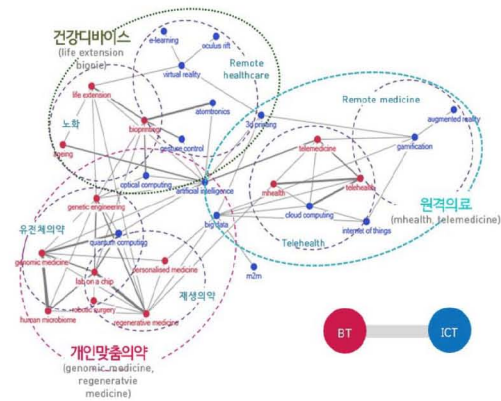 건강디바이스
(life extension
bionic)
e-learning
oculus rift
virtual reality
Remote
healthcare
life extension
atomtronics
노화
bioprinting
3d printing
gesture control
ageing
optical computing
artificial intelligence
Remote medicine
augmented reality
gamification
telemedicine
mhealth
telehealth
cloud computing
internet of things
Telehealth
원격의료
(mhealth, telemedicine)
genetic engineering
big data
유전체의약
quantum computing
genomic medicine
personalised medicine
lab on a chip
m2m
재생의약
robotic surgery
human microbiome
regenerative medicine
개인맞춤의약
(genomic medicine,
regeneratvie
medicine)
BT
ICT